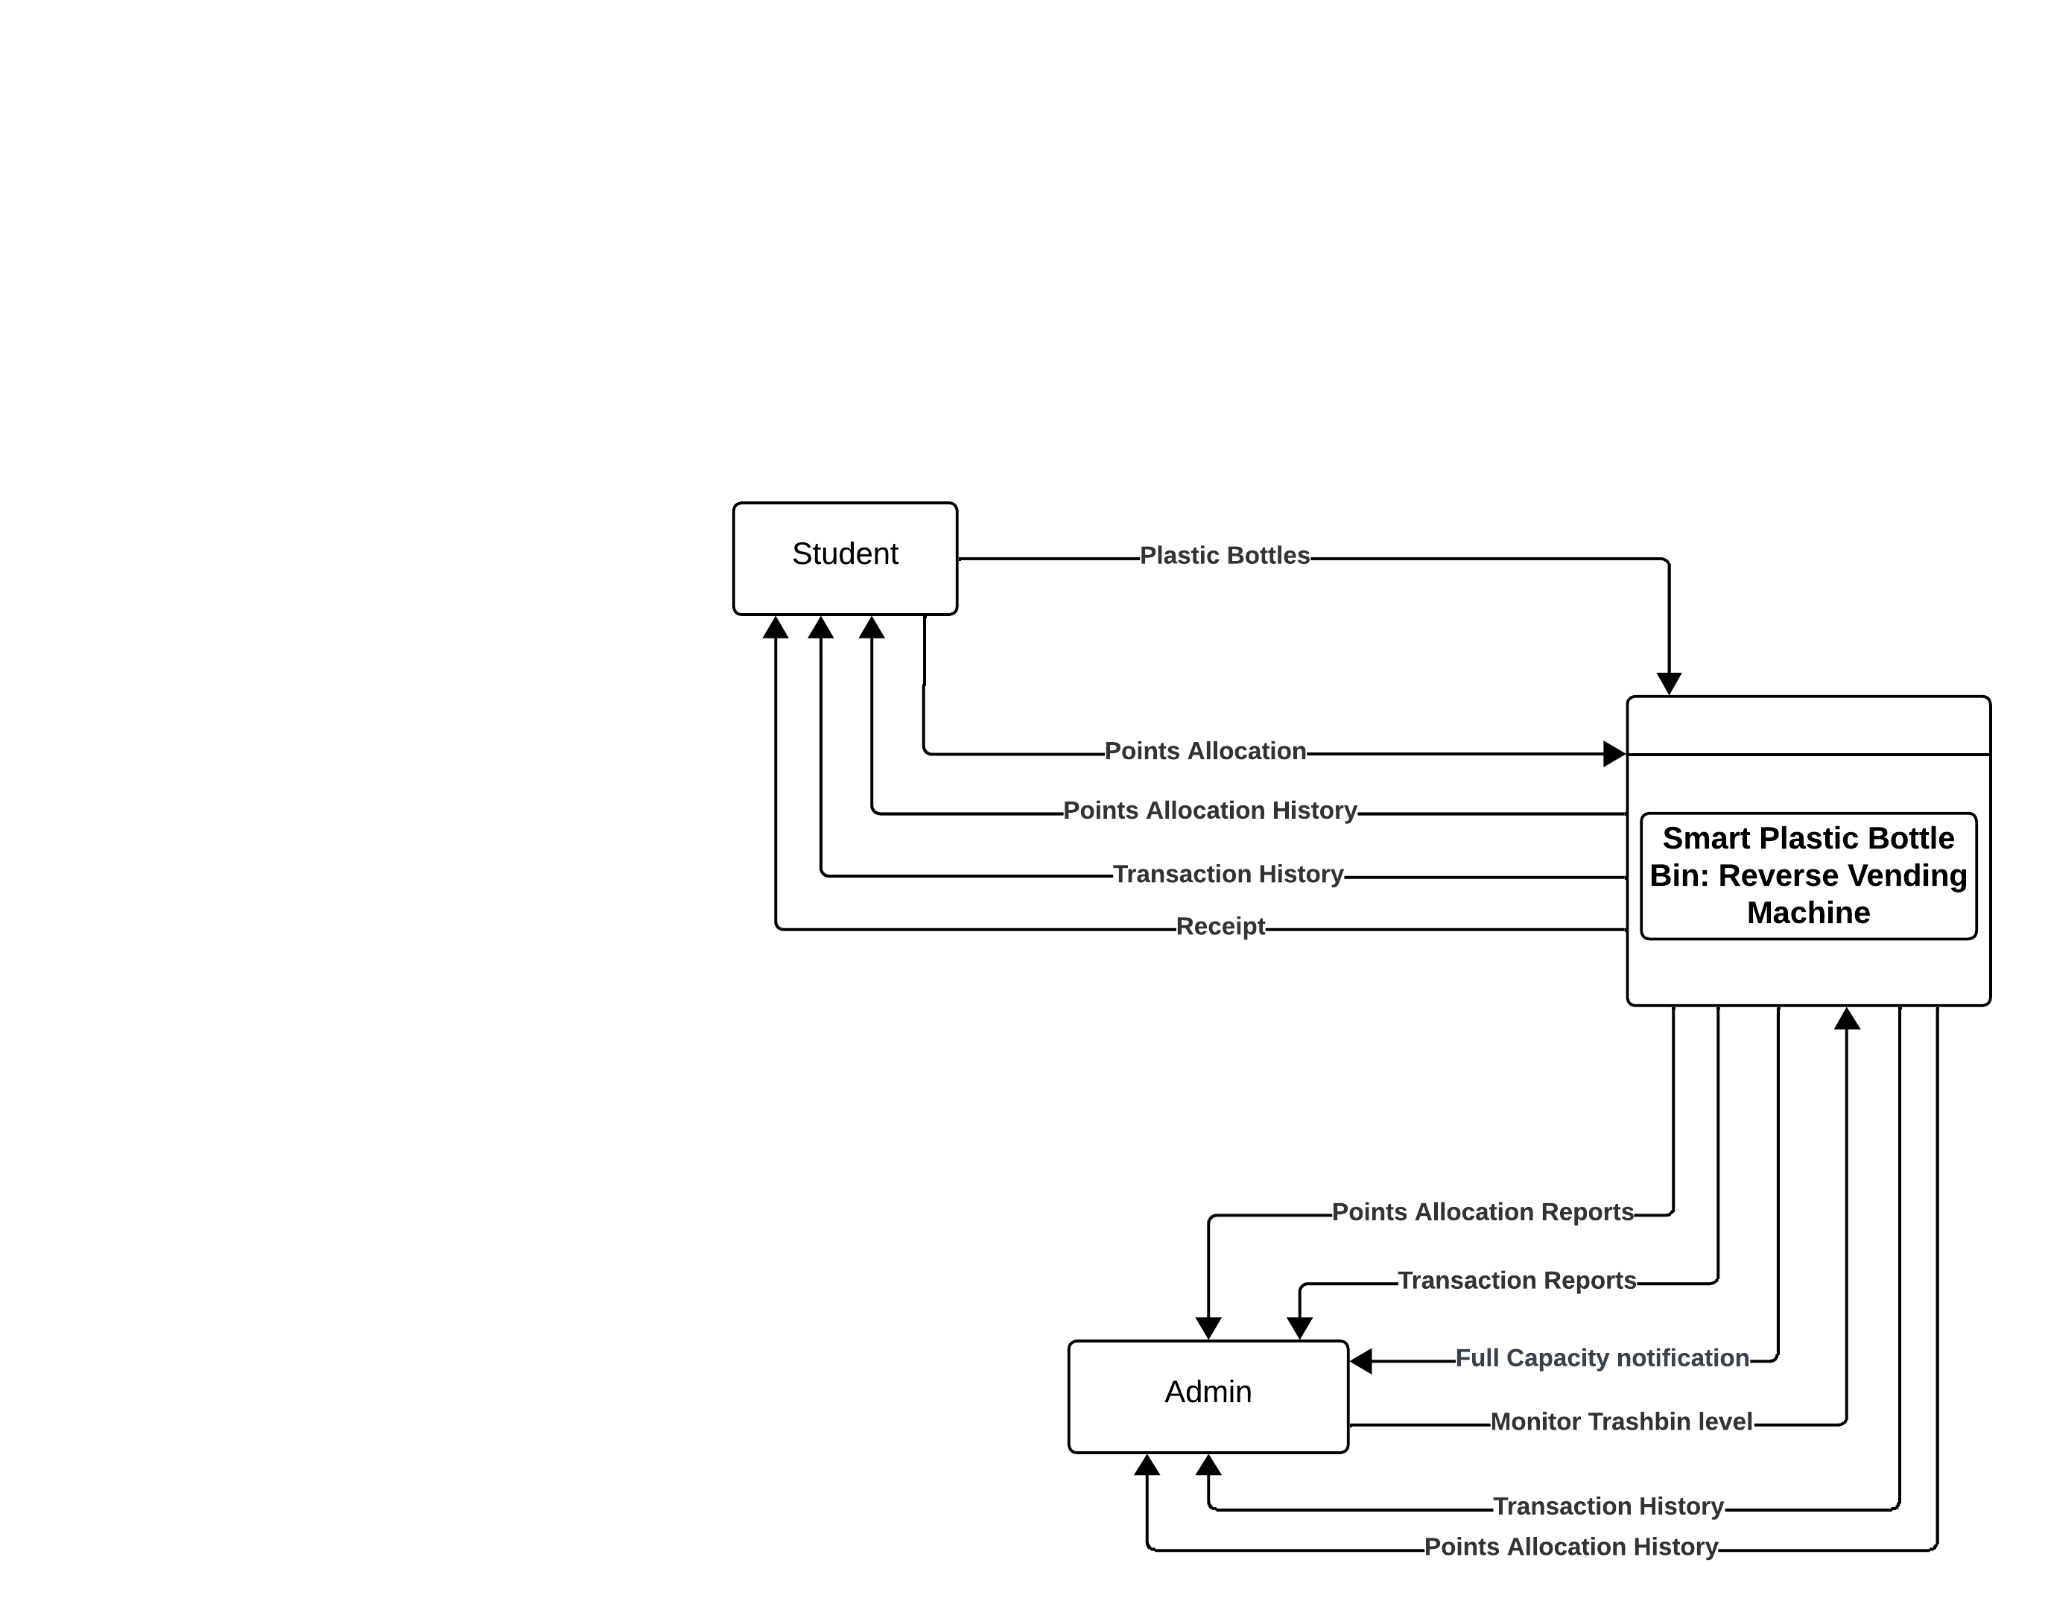 Student
Plastic Bottles
Points Allocation
Points Allocation History
Transaction History
Receipt
Smart Plastic Bottle
Bin: Reverse Vending
Machine
Points Allocation Reports
Transaction Reports
Full Capacity notification
Admin
Monitor Trashbin level
Transaction History
Points Allocation History